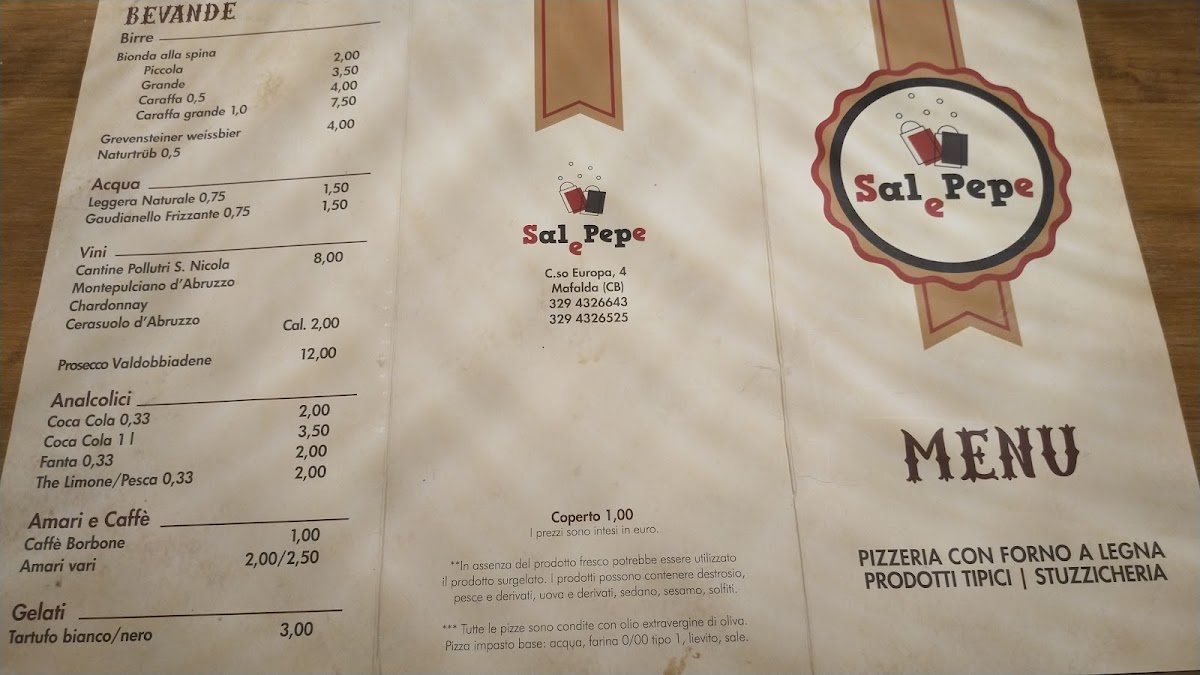 BEVANDE
Birre
Bionda alla spina
Piccola 2,00
Grande 3,50
Caraffa 0,5 4,00
Caraffa grande 1,0 7,50
Grevensteiner weissbier 4,00
Naturtrüb 0,5
Acqua
Leggera Naturale 0,75 1,50
Gaudianello Frizzante 0,75 1,50
Vini
Cantine Pollutri S. Nicola 8,00
Montepulciano d'Abruzzo
Chardonnay
Cerasuolo d'Abruzzo
Cal. 2,00
Prosecco Valdobbiadene 12,00
Analcolici
Coca Cola 0,33 2,00
Coca Cola 1 l 3,50
Fanta 0,33 2,00
The Limone/Pesca 0,33 2,00
Amari e Caffè
Caffè Borbone 1,00
Amari vari 2,00/2,50
Gelati
Tartufo bianco/nero 3,00
Sal e Pepe
C.so Europa, 4
Mafalda (CB)
329 4326643
329 4326525
Coperto 1,00
I prezzi sono intesi in euro.
**In assenza del prodotto fresco potrebbe essere utilizzato
il prodotto surgelato. I prodotti possono contenere destrosio,
pesce e derivati, uova e derivati, sedano, sesamo, solfiti.
*** Tutte le pizze sono condite con olio extravergine di oliva.
Pizza impasto base: acqua, farina 0/00 tipo 1, lievito, sale.
Sal e Pepe
MENU
PIZZERIA CON FORNO A LEGNA
PRODOTTI TIPICI | STUZZICHERIA